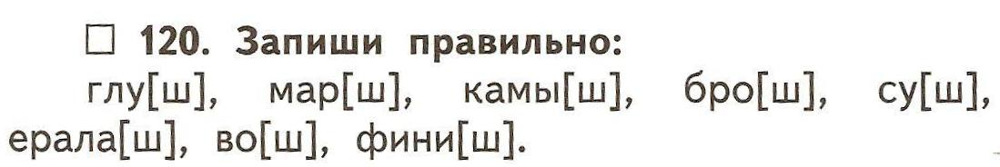 □ 120. Запиши правильно:
глу[ш], мар[ш], камы[ш], бро[ш], су[ш],
ерала[ш], во[ш], фини[ш].